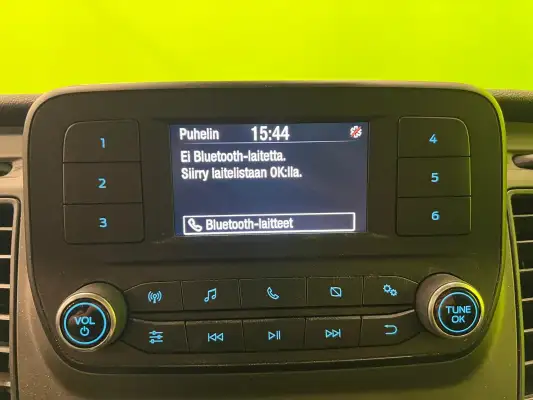 Puhelin 15:44
Ei Bluetooth-laitetta.
Siirry laitelistaan OK:lla.
Bluetooth-laitteet
1
2
3
4
5
6
VOL
TUNE
OK